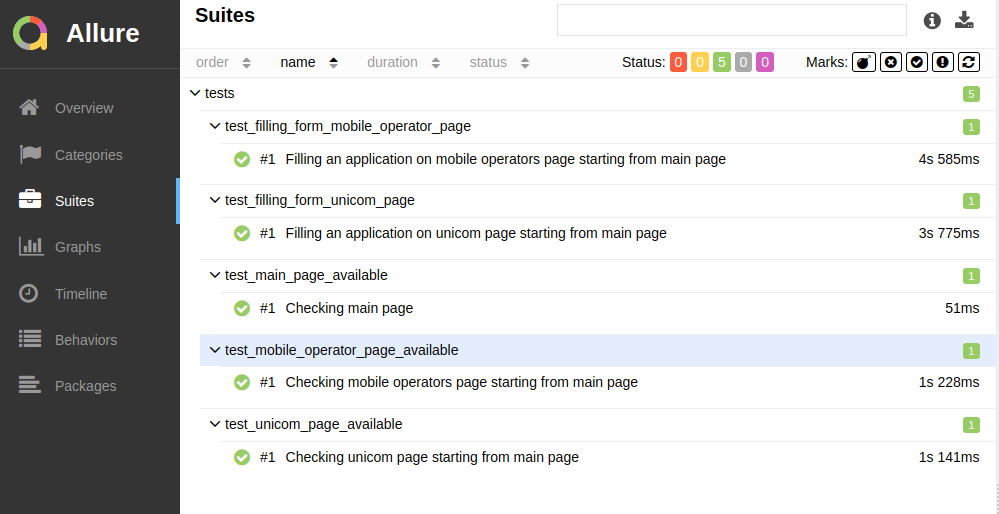 Allure
Overview
Categories
Suites
Graphs
Timeline
Behaviors
Packages
Suites
order name duration status Status: 0 0 5 0 0 Marks:
tests 5
test_filling_form_mobile_operator_page 1
#1 Filling an application on mobile operators page starting from main page 4s 585ms
test_filling_form_unicom_page 1
#1 Filling an application on unicom page starting from main page 3s 775ms
test_main_page_available 1
#1 Checking main page 51ms
test_mobile_operator_page_available 1
#1 Checking mobile operators page starting from main page 1s 228ms
test_unicom_page_available 1
#1 Checking unicom page starting from main page 1s 141ms